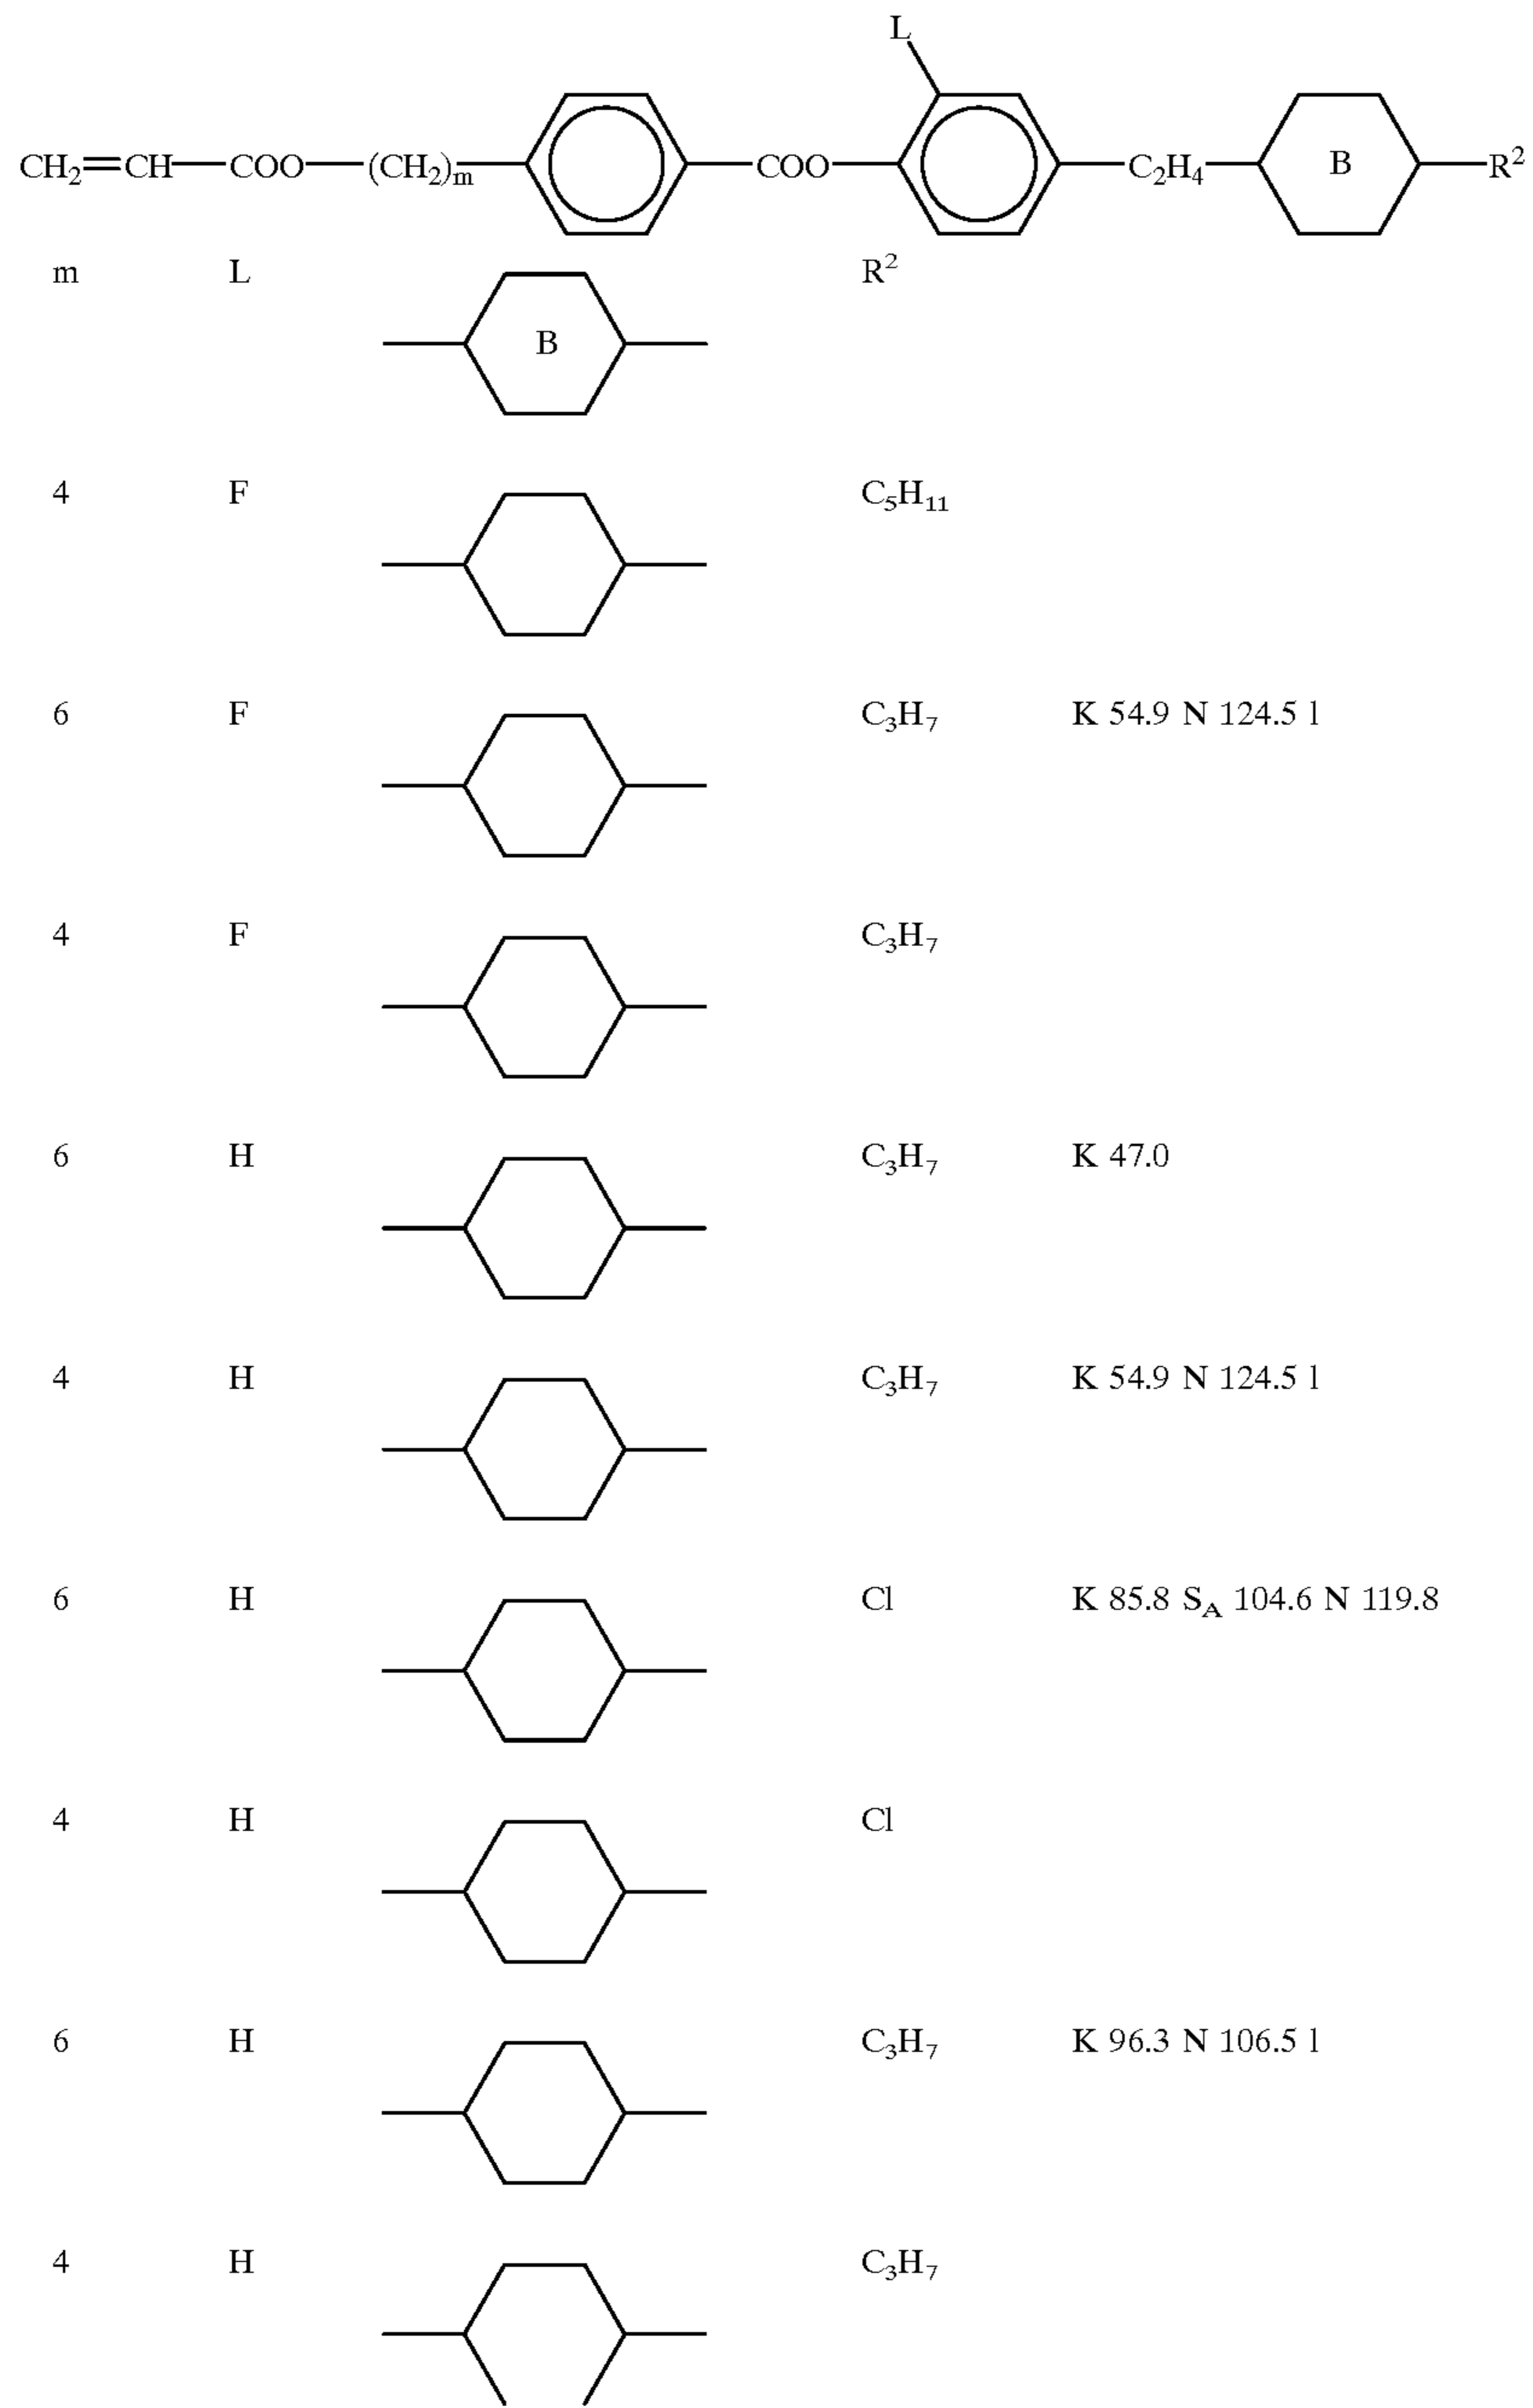 L
CH2=CH—COO—(CH2)m— —COO— —C2H4— B —R2
m L B R2
4 F C5H11
6 F C3H7 K 54.9 N 124.5 l
4 F C3H7
6 H C3H7 K 47.0
4 H C3H7 K 54.9 N 124.5 l
6 H Cl K 85.8 SA 104.6 N 119.8
4 H Cl
6 H C3H7 K 96.3 N 106.5 l
4 H C3H7